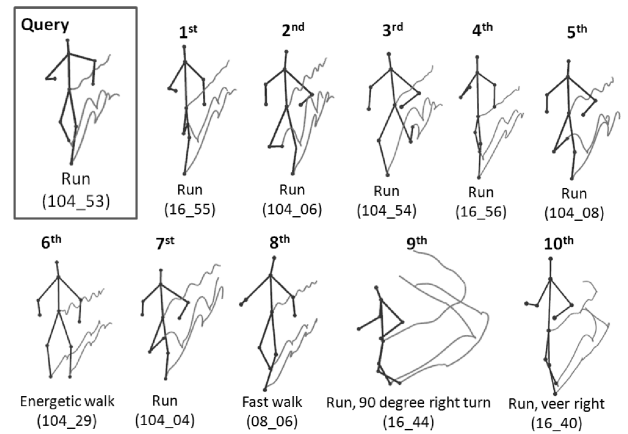 Query
Run
(104_53)
1st
Run
(16_55)
2nd
Run
(104_06)
3rd
Run
(104_54)
4th
Run
(16_56)
5th
Run
(104_08)
6th
Energetic walk
(104_29)
7st
Run
(104_04)
8th
Fast walk
(08_06)
9th
Run, 90 degree right turn
(16_44)
10th
Run, veer right
(16_40)